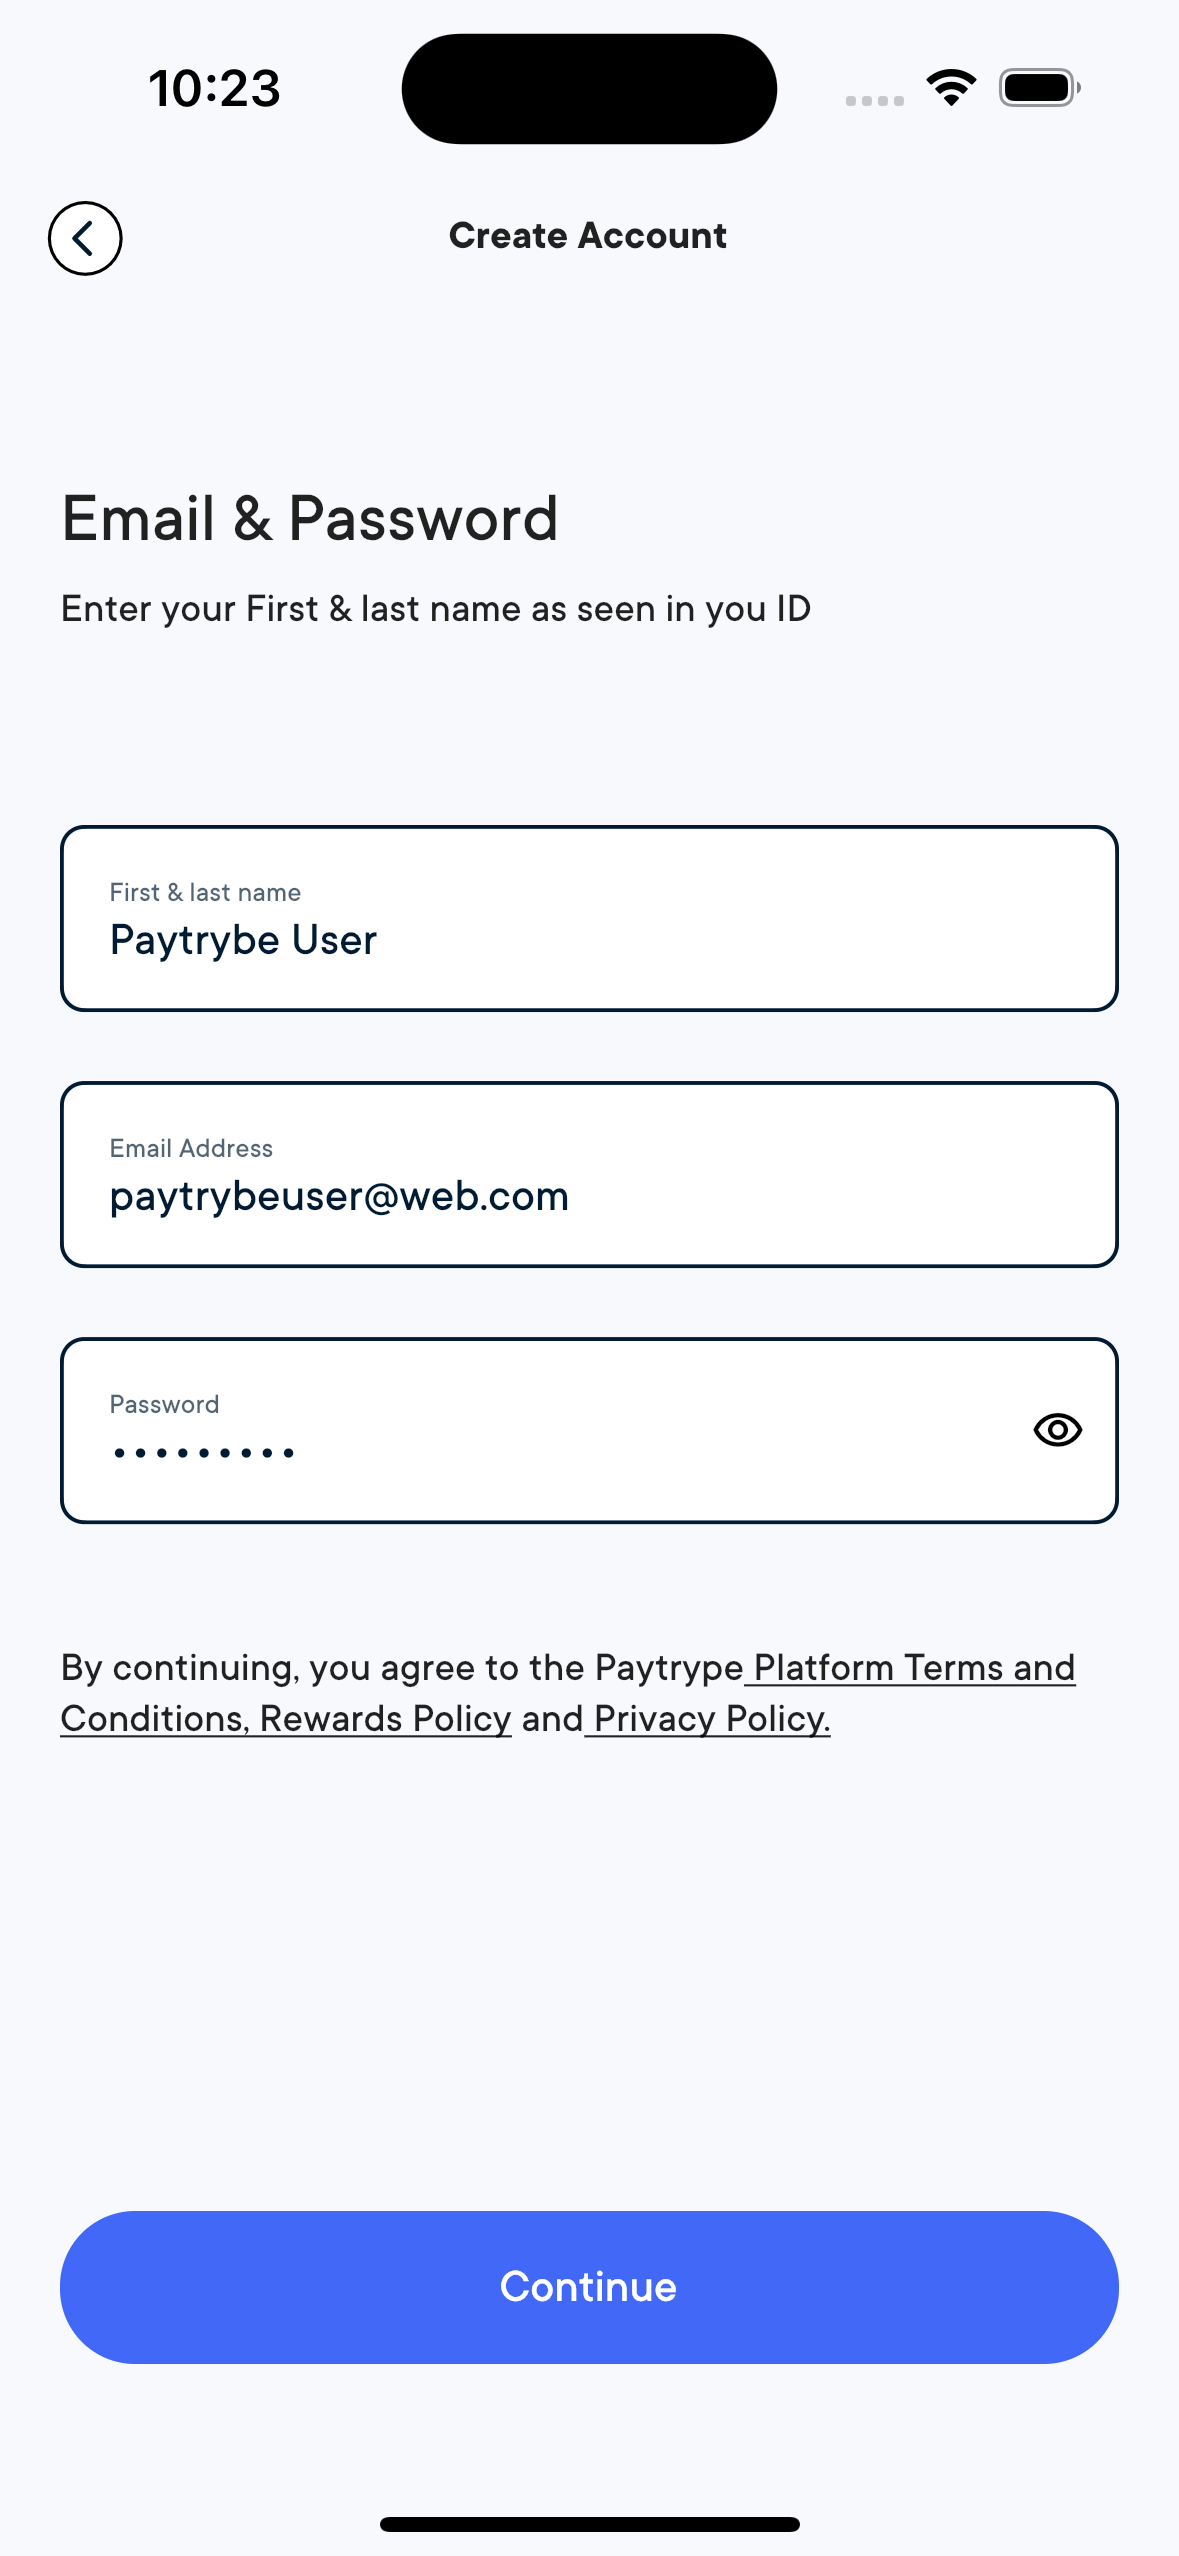 10:23
Create Account
Email & Password
Enter your First & last name as seen in you ID
First & last name
Paytrybe User
Email Address
paytrybeuser@web.com
Password
•••••••••
By continuing, you agree to the Paytrype Platform Terms and
Conditions, Rewards Policy and Privacy Policy.
Continue